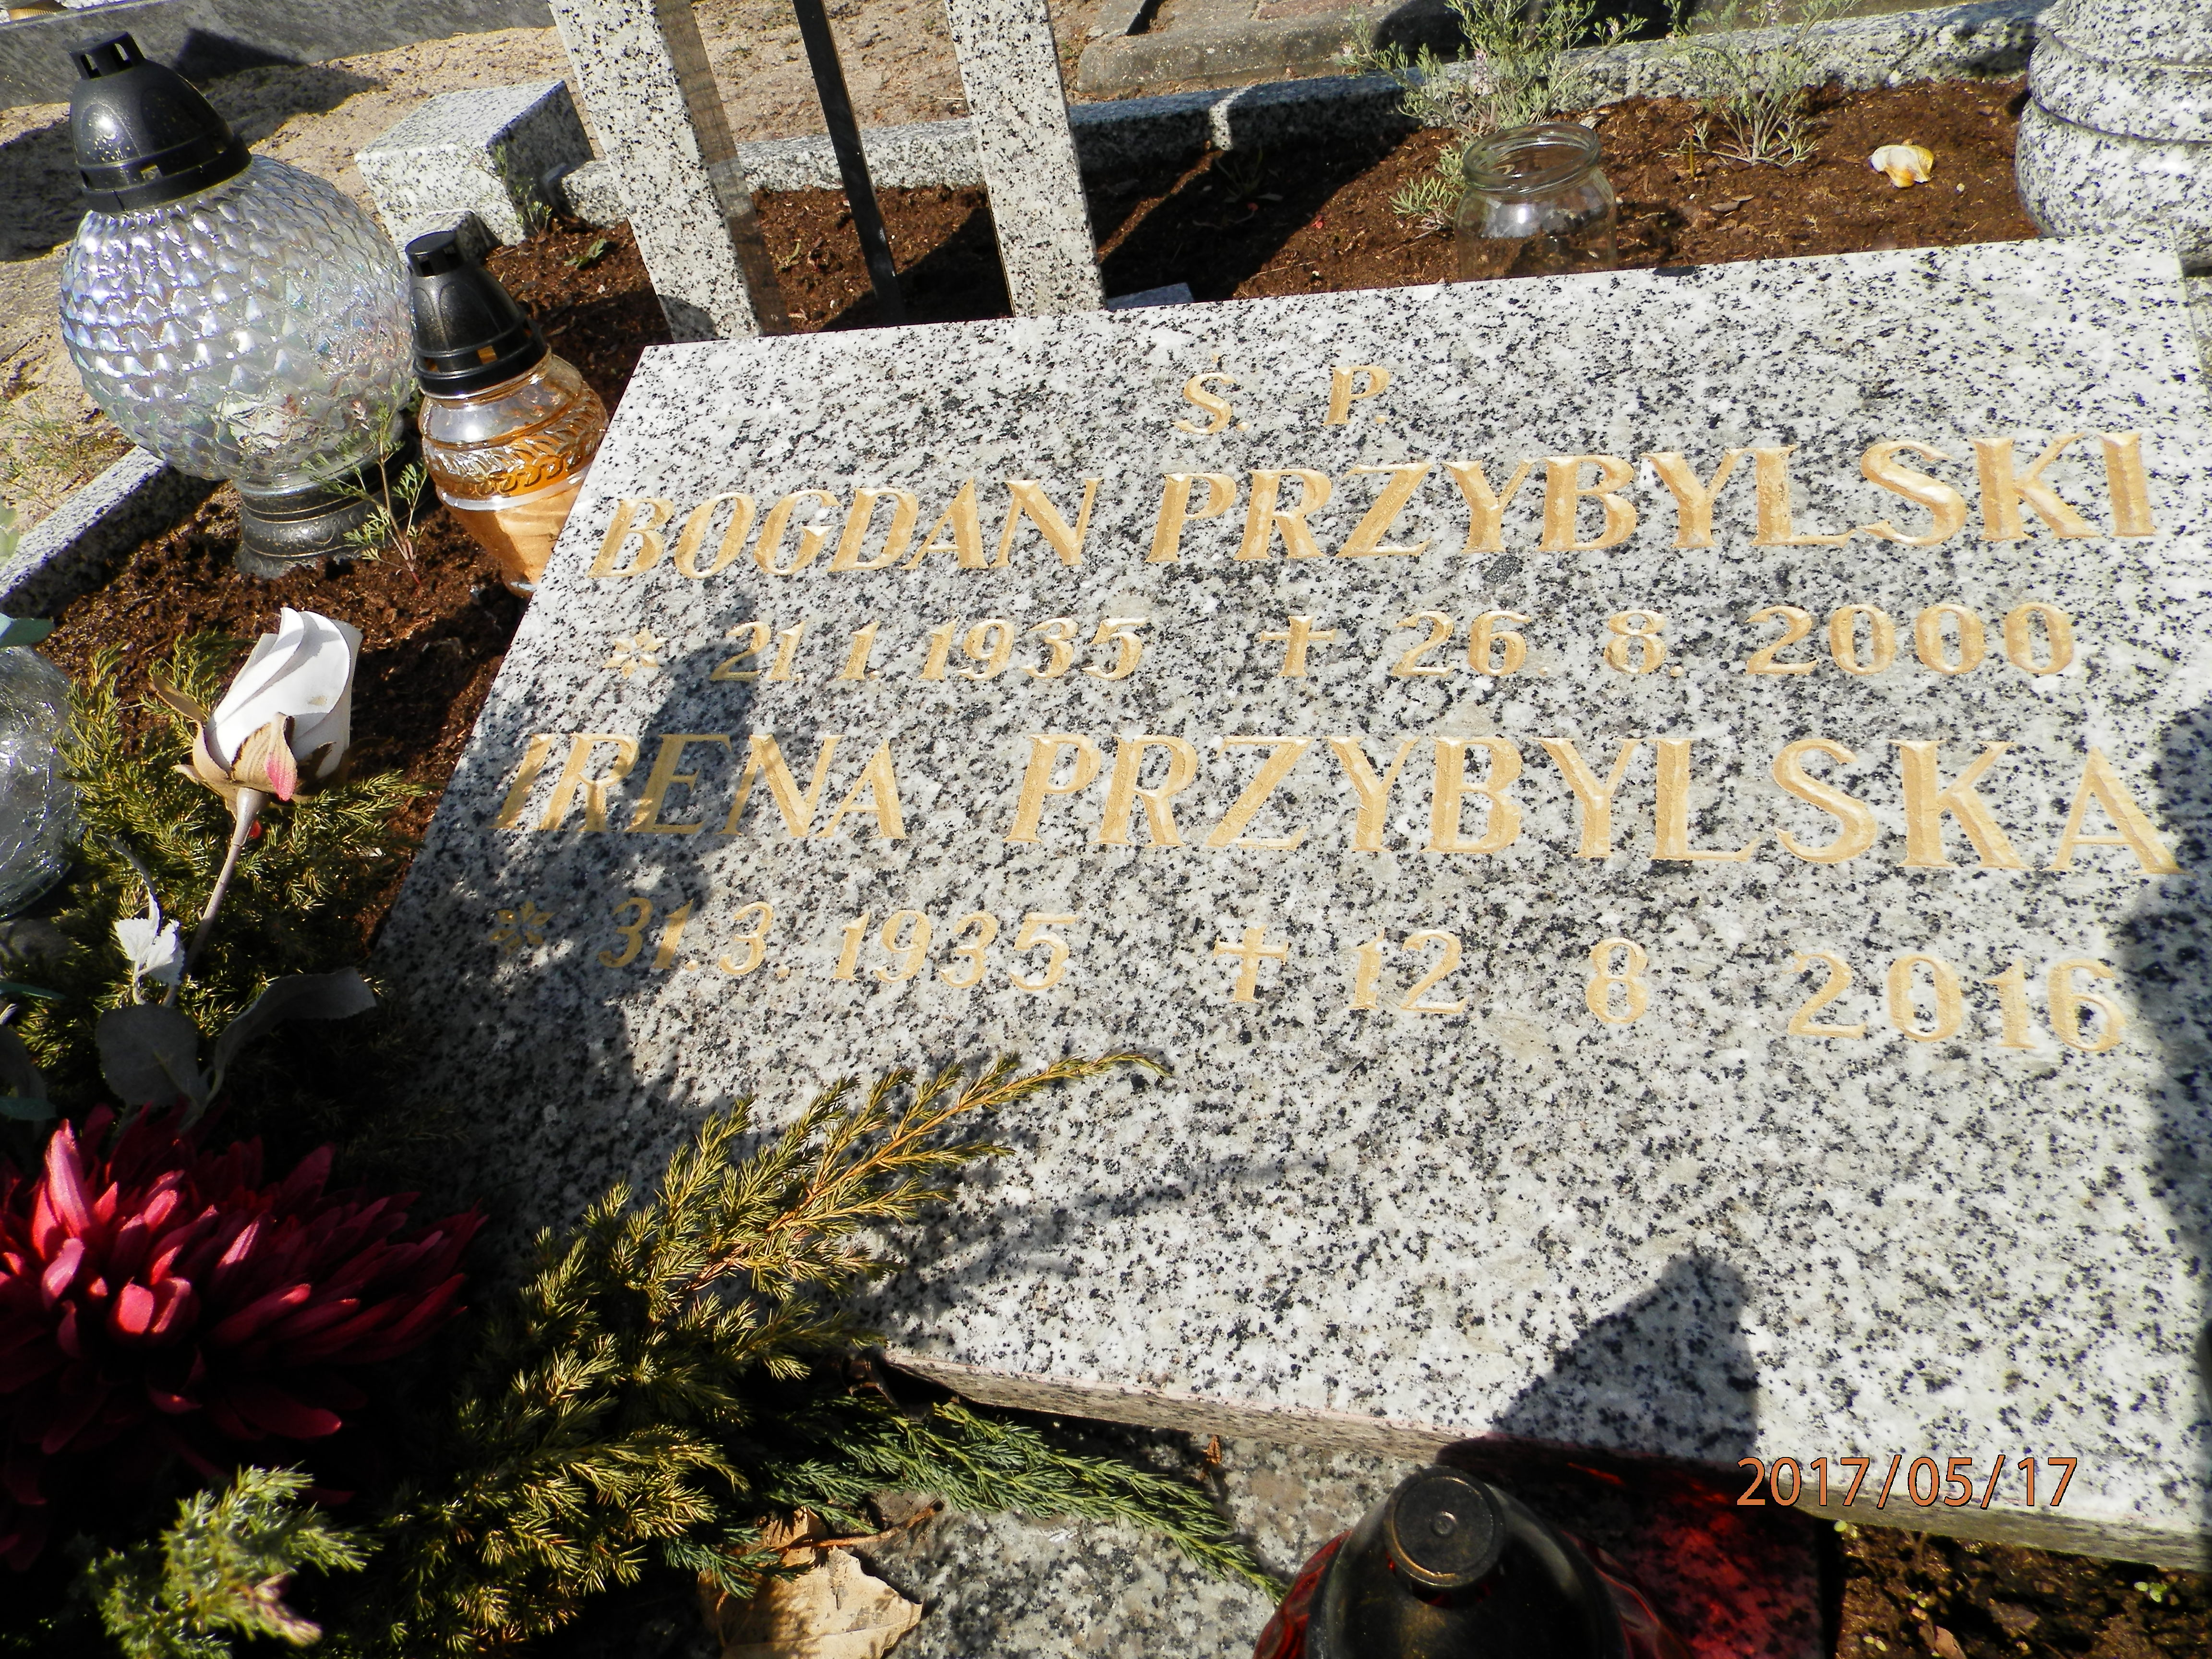 Ś. P.
BOGDAN PRZYBYLSKI
* 21 1. 1935 † 26. 8. 2000
IRENA PRZYBYLSKA
* 31. 3 1935 † 12 8 2016
2017/05/17